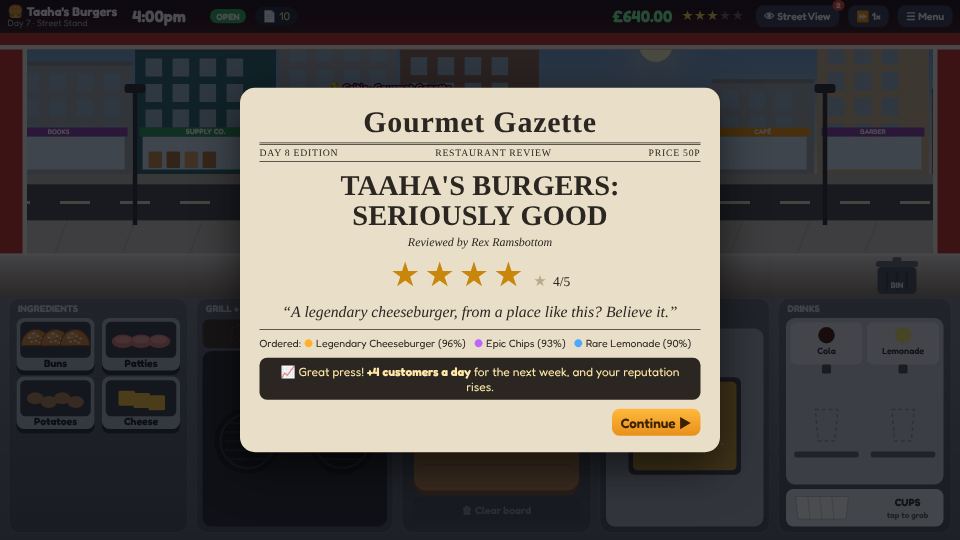 Taaha's Burgers
Day 7 · Street Stand
4:00pm
OPEN
10
£640.00
Street View
2
1x
Menu
BOOKS
SUPPLY CO.
CAFÉ
BARBER
Gourmet Gazette
DAY 8 EDITION
RESTAURANT REVIEW
PRICE 50P
TAAHA'S BURGERS:
SERIOUSLY GOOD
Reviewed by Rex Ramsbottom
4/5
“A legendary cheeseburger, from a place like this? Believe it.”
Ordered: Legendary Cheeseburger (96%) Epic Chips (93%) Rare Lemonade (90%)
Great press! +4 customers a day for the next week, and your reputation
rises.
Continue
BIN
INGREDIENTS
Buns
Patties
Potatoes
Cheese
GRILL
Clear board
DRINKS
Cola
Lemonade
CUPS
tap to grab